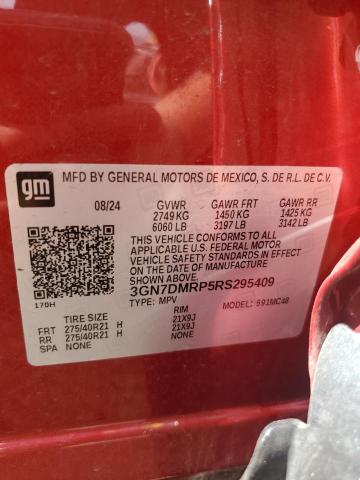 gm
MFD BY GENERAL MOTORS DE MEXICO, S. DE R.L. DE C.V.
08/24 GVWR GAWR FRT GAWR RR
2749 KG 1450 KG 1425 KG
6060 LB 3197 LB 3142 LB
THIS VEHICLE CONFORMS TO ALL
APPLICABLE U.S. FEDERAL MOTOR
VEHICLE SAFETY STANDARDS IN
EFFECT ON THE DATE OF MANUFACTURE
SHOWN ABOVE.
3GN7DMRP5RS295409
170H TYPE: MPV MODEL: 591MC48
TIRE SIZE RIM
FRT 275/40R21 H 21X9J
RR 275/40R21 H 21X9J
SPA NONE NONE